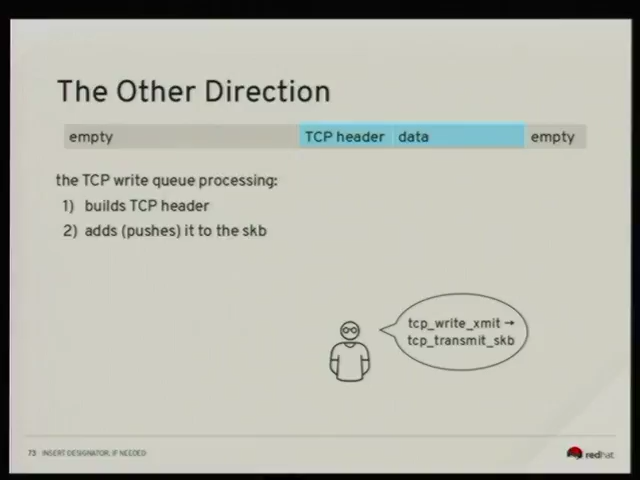 The Other Direction
empty TCP header data empty
the TCP write queue processing:
1) builds TCP header
2) adds (pushes) it to the skb
tcp_write_xmit →
tcp_transmit_skb
73 INSERT DESIGNATOR, IF NEEDED
redhat